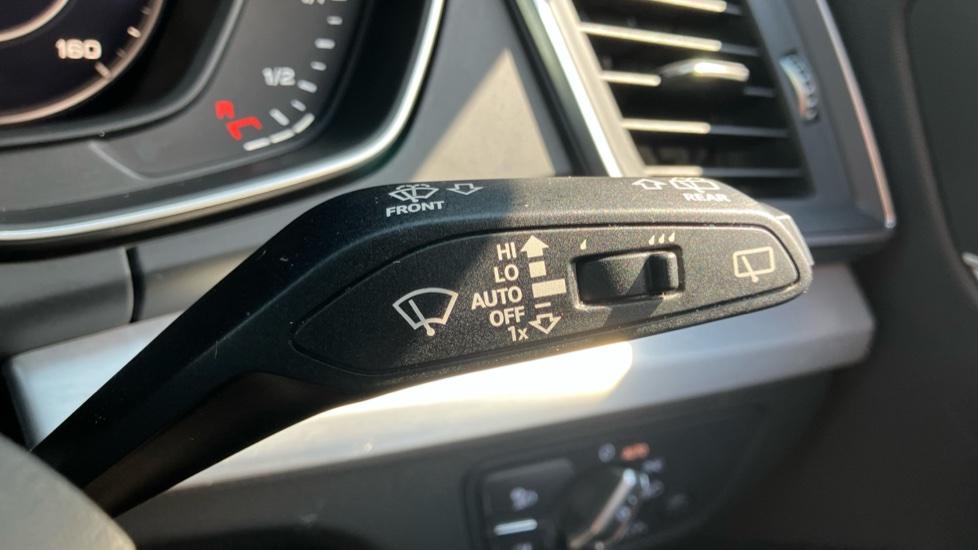 160
1/2
FRONT
REAR
HI
LO
AUTO
OFF
1x